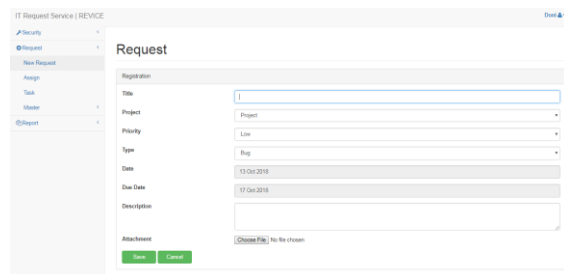 IT Request Service | REVICE
Doni
Security
Request
New Request
Assign
Task
Master
Report
Request
Registration
Title
Project
Project
Priority
Low
Type
Bug
Date
13 Oct 2018
Due Date
17 Oct 2018
Description
Attachment
Choose File No file chosen
Save
Cancel